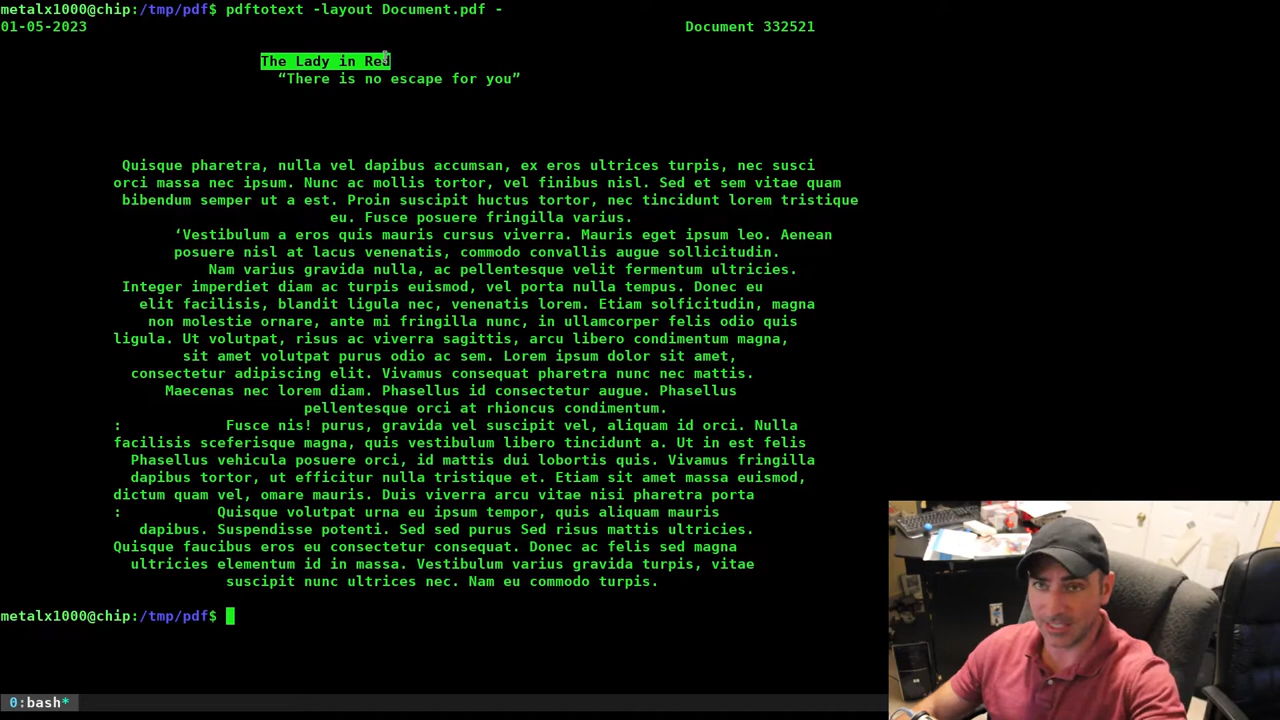 metalx1000@chip:/tmp/pdf$ pdftotext -layout Document.pdf -
01-05-2023 Document 332521
The Lady in Red
“There is no escape for you”
Quisque pharetra, nulla vel dapibus accumsan, ex eros ultrices turpis, nec susci
orci massa nec ipsum. Nunc ac mollis tortor, vel finibus nisl. Sed et sem vitae quam
bibendum semper ut a est. Proin suscipit huctus tortor, nec tincidunt lorem tristique
eu. Fusce posuere fringilla varius.
‘Vestibulum a eros quis mauris cursus viverra. Mauris eget ipsum leo. Aenean
posuere nisl at lacus venenatis, commodo convallis augue sollicitudin.
Nam varius gravida nulla, ac pellentesque velit fermentum ultricies.
Integer imperdiet diam ac turpis euismod, vel porta nulla tempus. Donec eu
elit facilisis, blandit ligula nec, venenatis lorem. Etiam solficitudin, magna
non molestie ornare, ante mi fringilla nunc, in ullamcorper felis odio quis
ligula. Ut volutpat, risus ac viverra sagittis, arcu libero condimentum magna,
sit amet volutpat purus odio ac sem. Lorem ipsum dolor sit amet,
consectetur adipiscing elit. Vivamus consequat pharetra nunc nec mattis.
Maecenas nec lorem diam. Phasellus id consectetur augue. Phasellus
pellentesque orci at rhioncus condimentum.
: Fusce nis! purus, gravida vel suscipit vel, aliquam id orci. Nulla
facilisis sceferisque magna, quis vestibulum libero tincidunt a. Ut in est felis
Phasellus vehicula posuere orci, id mattis dui lobortis quis. Vivamus fringilla
dapibus tortor, ut efficitur nulla tristique et. Etiam sit amet massa euismod,
dictum quam vel, omare mauris. Duis viverra arcu vitae nisi pharetra porta
: Quisque volutpat urna eu ipsum tempor, quis aliquam mauris
dapibus. Suspendisse potenti. Sed sed purus Sed risus mattis ultricies.
Quisque faucibus eros eu consectetur consequat. Donec ac felis sed magna
ultricies elementum id in massa. Vestibulum varius gravida turpis, vitae
suscipit nunc ultrices nec. Nam eu commodo turpis.
metalx1000@chip:/tmp/pdf$
0:bash*